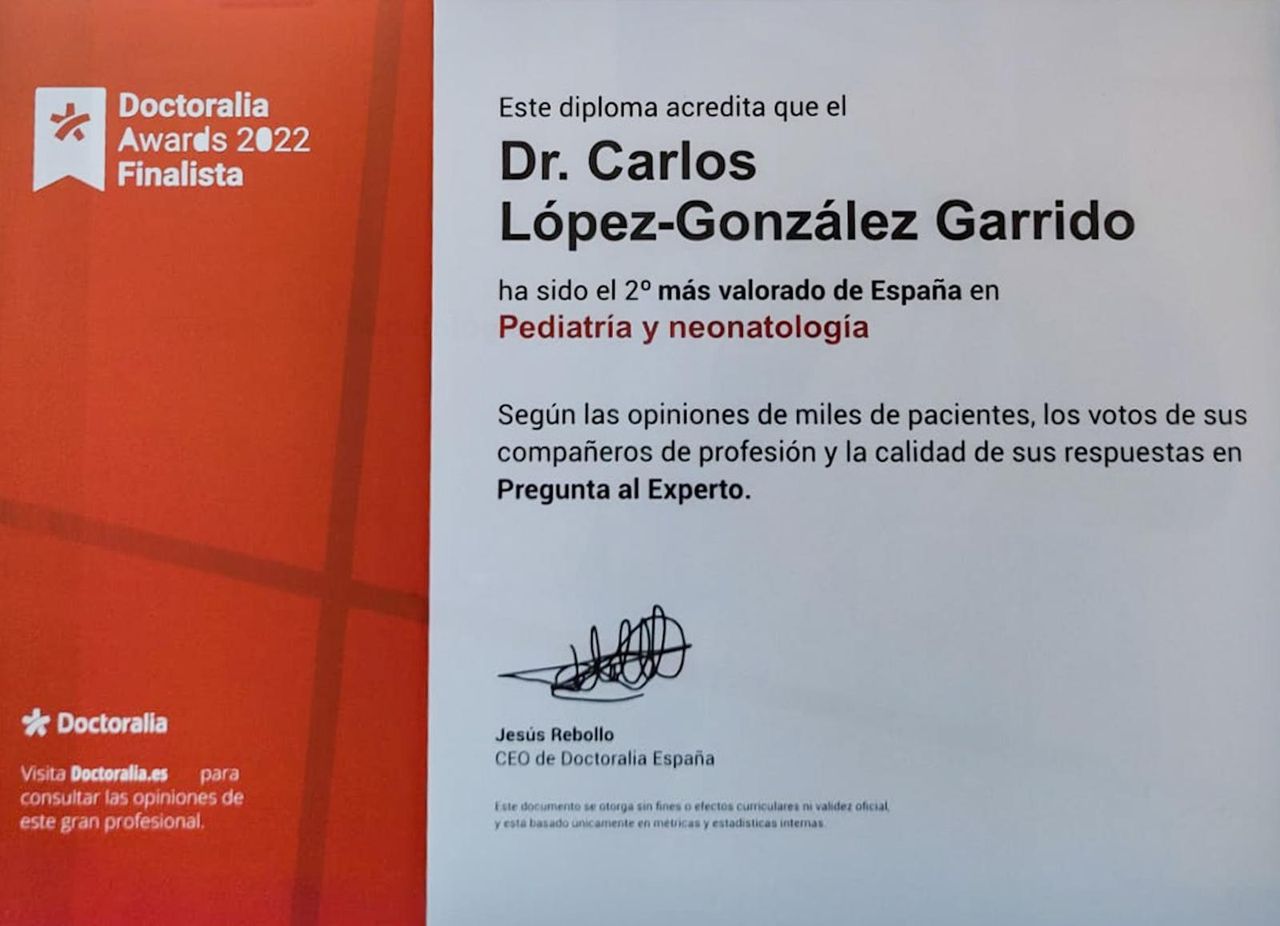 Doctoralia
Awards 2022
Finalista
Este diploma acredita que el
Dr. Carlos
López-González Garrido
ha sido el 2º más valorado de España en
Pediatría y neonatología
Según las opiniones de miles de pacientes, los votos de sus
compañeros de profesión y la calidad de sus respuestas en
Pregunta al Experto.
Jesús Rebollo
CEO de Doctoralia España
Este documento se otorga sin fines o efectos curriculares ni validez oficial,
y está basado únicamente en métricas y estadísticas internas.
Doctoralia
Visita Doctoralia.es para
consultar las opiniones de
este gran profesional.